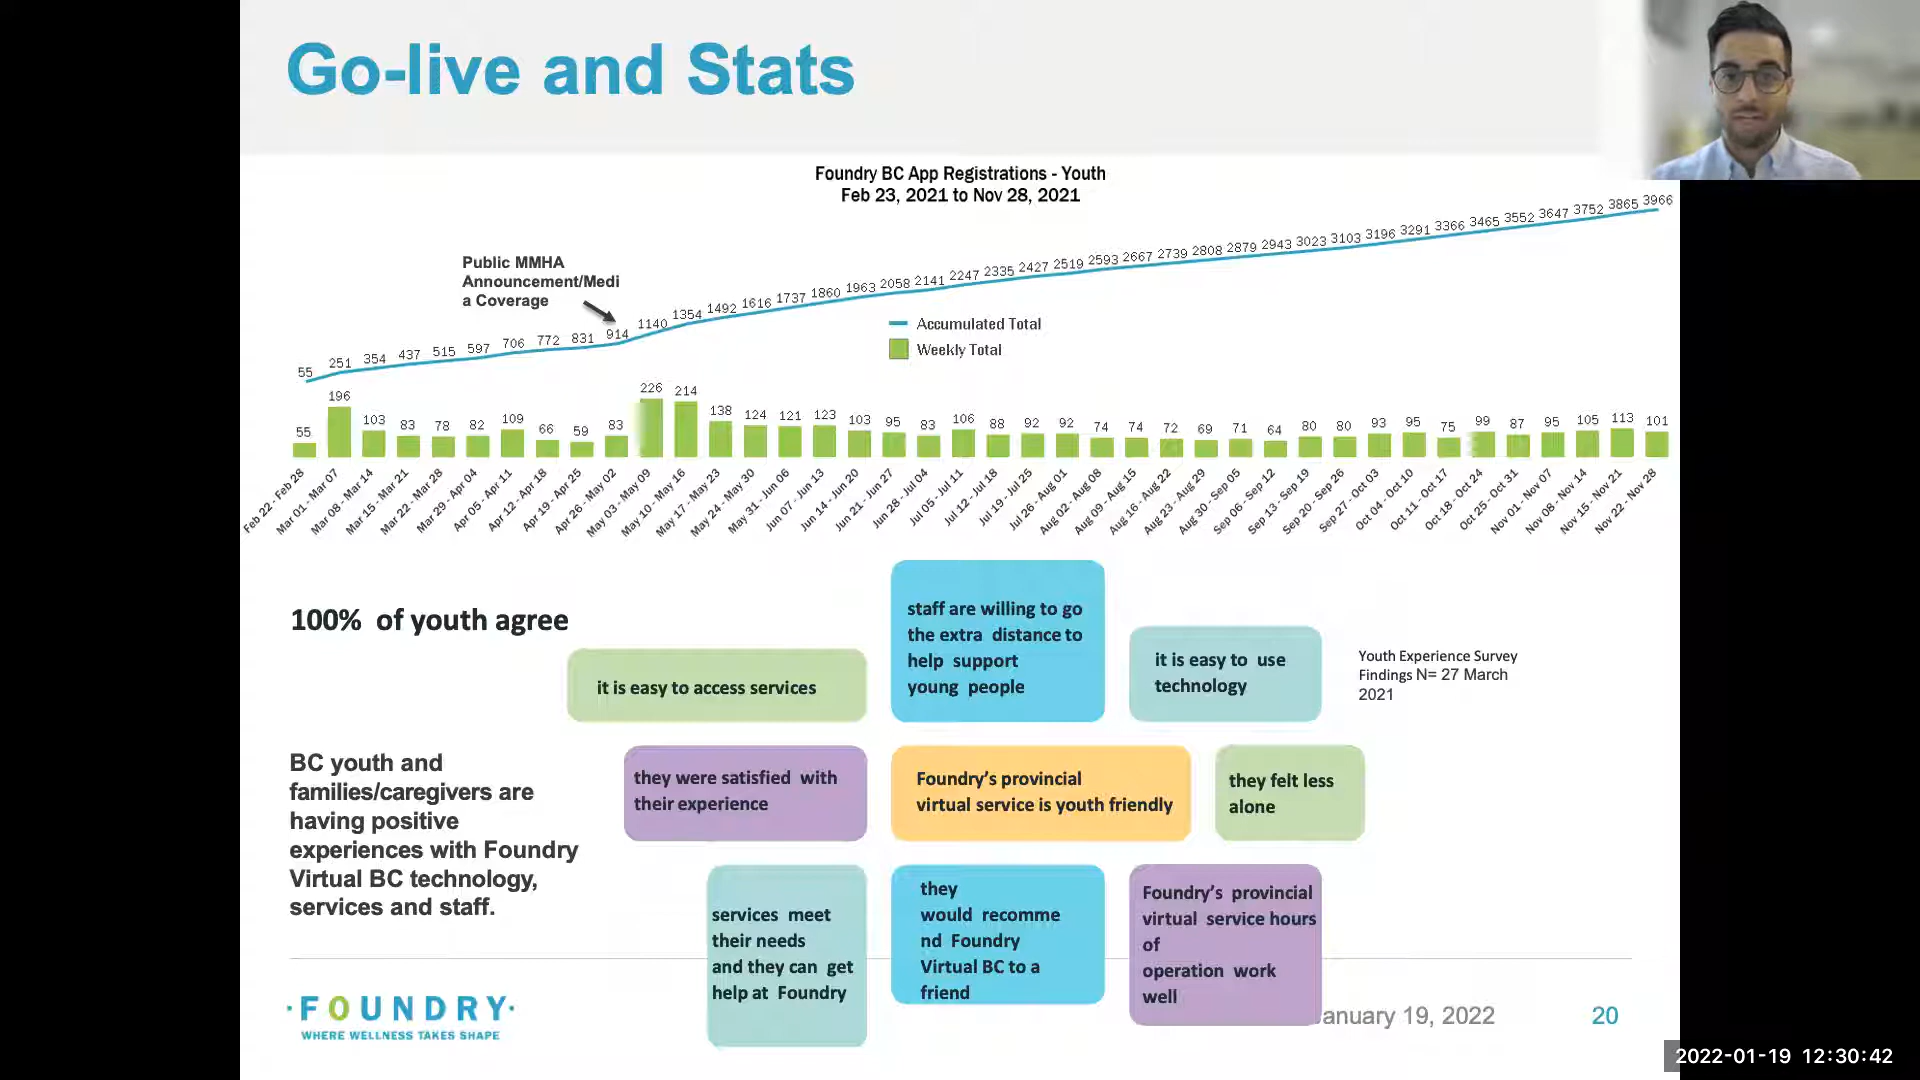 Go-live and Stats
Foundry BC App Registrations - Youth
Feb 23, 2021 to Nov 28, 2021
Public MMHA
Announcement/Medi
a Coverage
55 251 354 437 515 597 706 772 831 914 1140 1354 1492 1616 1737 1860 1963 2058 2141 2247 2335 2427 2519 2593 2667 2739 2808 2879 2943 3023 3103 3196 3291 3366 3465 3552 3647 3752 3865 3966
Accumulated Total
Weekly Total
55 196 103 83 78 82 109 66 59 83 226 214 138 124 121 123 103 95 83 106 88 92 92 74 74 72 69 71 64 80 80 93 95 75 99 87 95 105 113 101
Feb 22 - Feb 28
Mar 01 - Mar 07
Mar 08 - Mar 14
Mar 15 - Mar 21
Mar 22 - Mar 28
Mar 29 - Apr 04
Apr 05 - Apr 11
Apr 12 - Apr 18
Apr 19 - Apr 25
Apr 26 - May 02
May 03 - May 09
May 10 - May 16
May 17 - May 23
May 24 - May 30
May 31 - Jun 06
Jun 07 - Jun 13
Jun 14 - Jun 20
Jun 21 - Jun 27
Jun 28 - Jul 04
Jul 05 - Jul 11
Jul 12 - Jul 18
Jul 19 - Jul 25
Jul 26 - Aug 01
Aug 02 - Aug 08
Aug 09 - Aug 15
Aug 16 - Aug 22
Aug 23 - Aug 29
Aug 30 - Sep 05
Sep 06 - Sep 12
Sep 13 - Sep 19
Sep 20 - Sep 26
Sep 27 - Oct 03
Oct 04 - Oct 10
Oct 11 - Oct 17
Oct 18 - Oct 24
Oct 25 - Oct 31
Nov 01 - Nov 07
Nov 08 - Nov 14
Nov 15 - Nov 21
Nov 22 - Nov 28
100% of youth agree
it is easy to access services
staff are willing to go
the extra distance to
help support
young people
it is easy to use
technology
Youth Experience Survey
Findings N= 27 March
2021
BC youth and
families/caregivers are
having positive
experiences with Foundry
Virtual BC technology,
services and staff.
they were satisfied with
their experience
Foundry's provincial
virtual service is youth friendly
they felt less
alone
services meet
their needs
and they can get
help at Foundry
they
would recomme
nd Foundry
Virtual BC to a
friend
Foundry's provincial
virtual service hours
of
operation work
well
·FOUNDRY·
WHERE WELLNESS TAKES SHAPE
anuary 19, 2022
20
2022-01-19 12:30:42